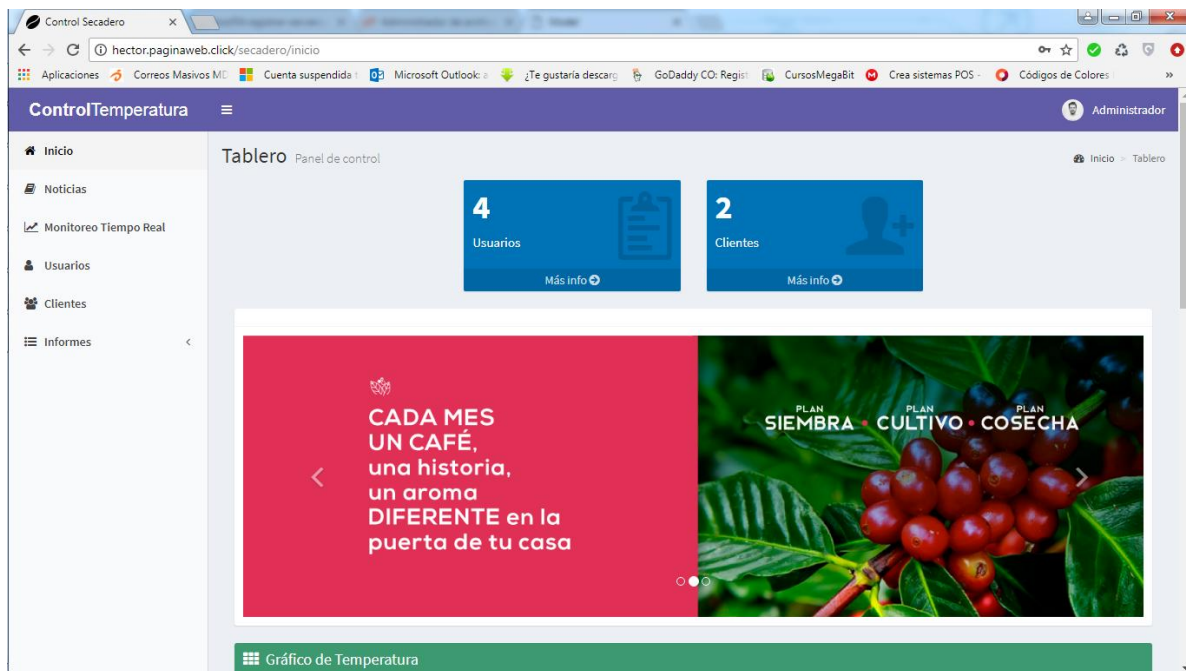 Control Secadero
hector.paginaweb.click/secadero/inicio
Aplicaciones Correos Masivos MD Cuenta suspendida Microsoft Outlook: a ¿Te gustaría descarg GoDaddy CO: Regist CursosMegaBit Crea sistemas POS - Códigos de Colores »
ControlTemperatura Administrador
Inicio
Noticias
Monitoreo Tiempo Real
Usuarios
Clientes
Informes
Tablero Panel de control
Inicio > Tablero
4
Usuarios
Más info
2
Clientes
Más info
CADA MES
UN CAFÉ,
una historia,
un aroma
DIFERENTE en la
puerta de tu casa
PLAN SIEMBRA • PLAN CULTIVO • PLAN COSECHA
Gráfico de Temperatura